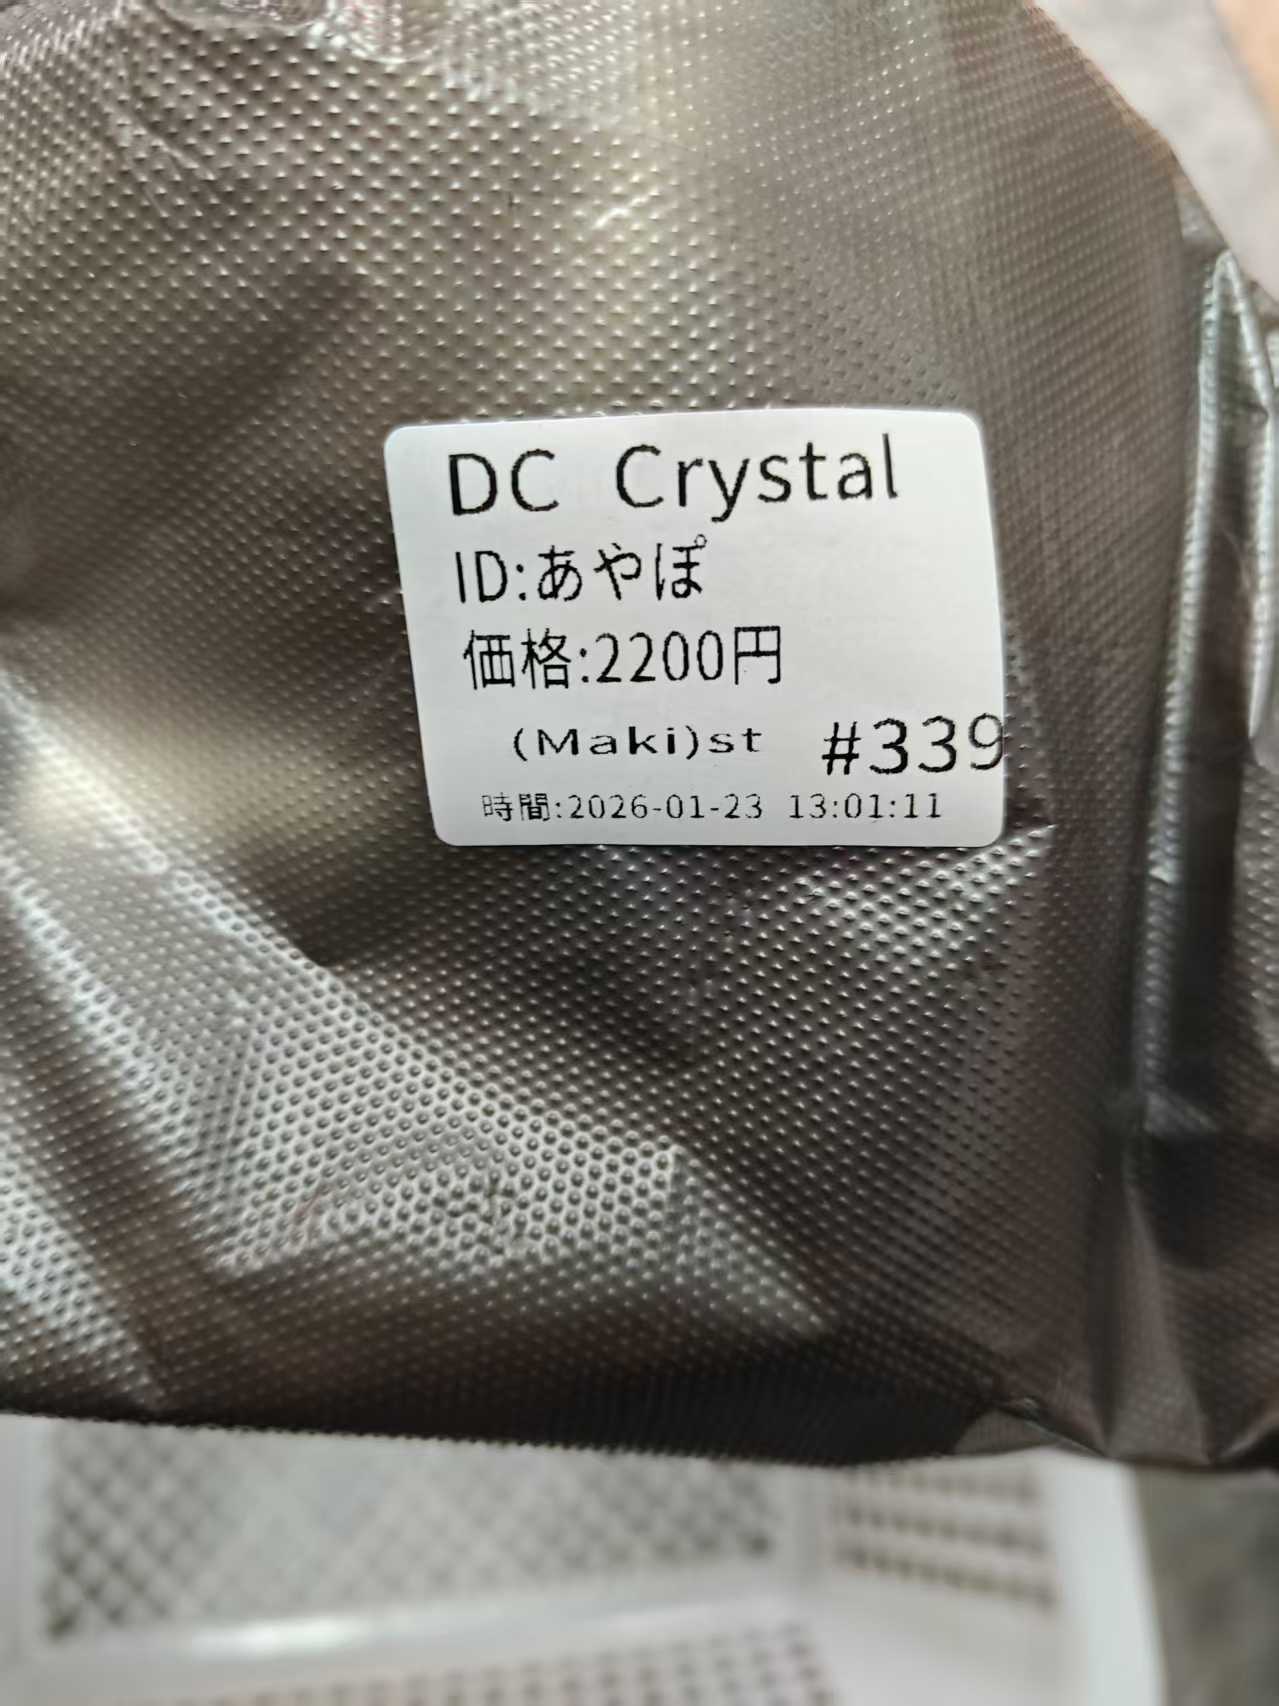 DC Crystal
ID:あやぽ
価格:2200円
(Maki)st #339
時間:2026-01-23 13:01:11